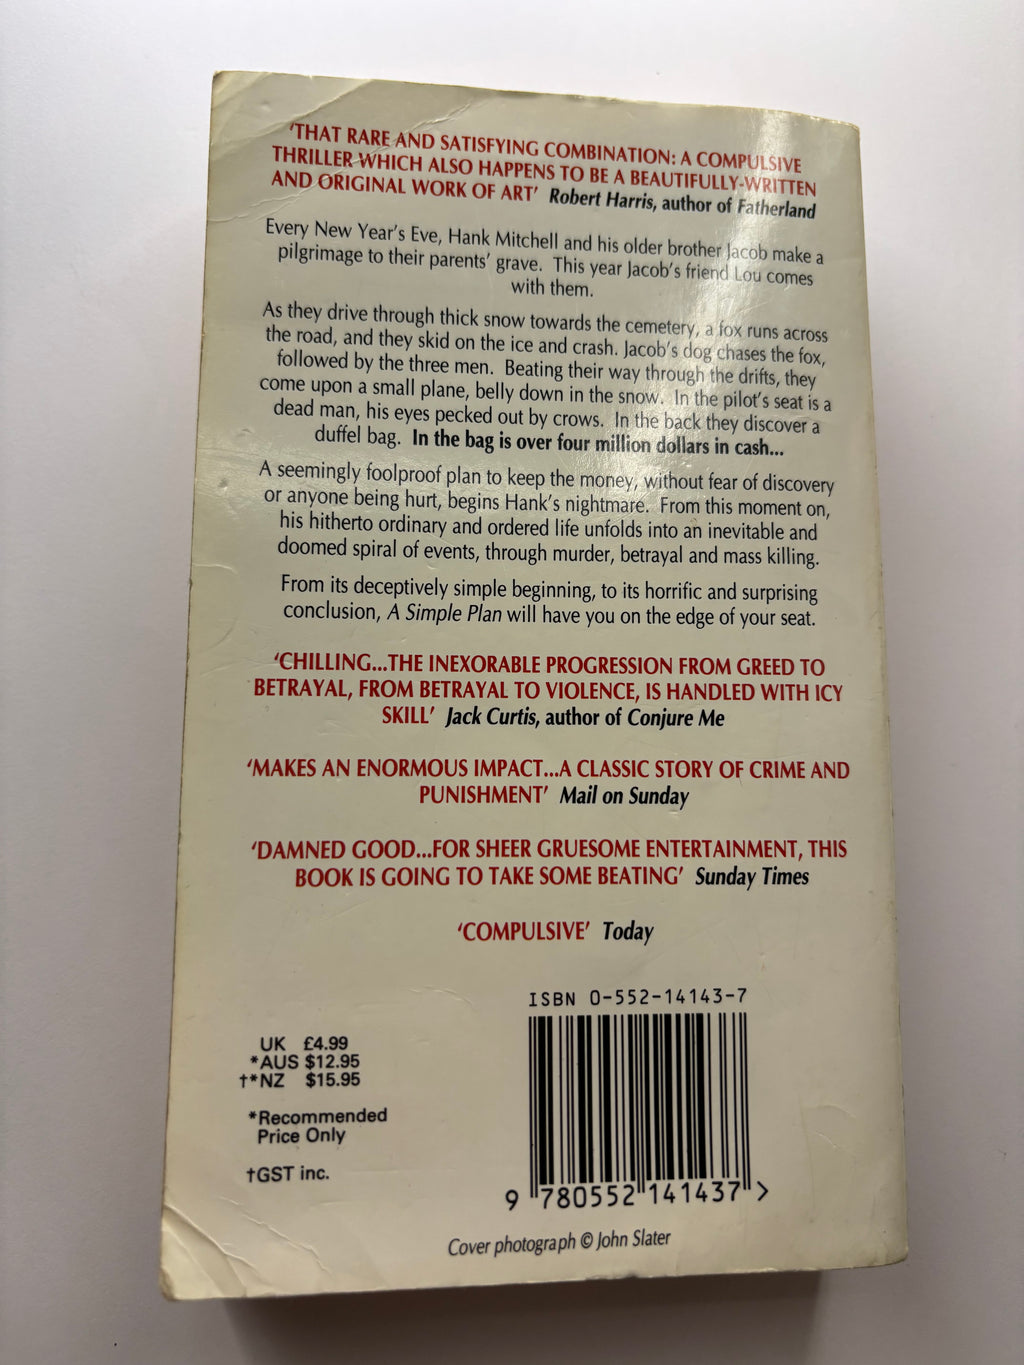 ‘THAT RARE AND SATISFYING COMBINATION: A COMPULSIVE
THRILLER WHICH ALSO HAPPENS TO BE A BEAUTIFULLY-WRITTEN
AND ORIGINAL WORK OF ART’ Robert Harris, author of Fatherland
Every New Year's Eve, Hank Mitchell and his older brother Jacob make a
pilgrimage to their parents' grave. This year Jacob's friend Lou comes
with them.
As they drive through thick snow towards the cemetery, a fox runs across
the road, and they skid on the ice and crash. Jacob's dog chases the fox,
followed by the three men. Beating their way through the drifts, they
come upon a small plane, belly down in the snow. In the pilot's seat is a
dead man, his eyes pecked out by crows. In the back they discover a
duffel bag. In the bag is over four million dollars in cash...
A seemingly foolproof plan to keep the money, without fear of discovery
or anyone being hurt, begins Hank's nightmare. From this moment on,
his hitherto ordinary and ordered life unfolds into an inevitable and
doomed spiral of events, through murder, betrayal and mass killing.
From its deceptively simple beginning, to its horrific and surprising
conclusion, A Simple Plan will have you on the edge of your seat.
‘CHILLING...THE INEXORABLE PROGRESSION FROM GREED TO
BETRAYAL, FROM BETRAYAL TO VIOLENCE, IS HANDLED WITH ICY
SKILL’ Jack Curtis, author of Conjure Me
‘MAKES AN ENORMOUS IMPACT...A CLASSIC STORY OF CRIME AND
PUNISHMENT’ Mail on Sunday
‘DAMNED GOOD...FOR SHEER GRUESOME ENTERTAINMENT, THIS
BOOK IS GOING TO TAKE SOME BEATING’ Sunday Times
‘COMPULSIVE’ Today
ISBN 0-552-14143-7
UK £4.99
*AUS $12.95
†*NZ $15.95
*Recommended
Price Only
†GST inc.
9 780552 141437 >
Cover photograph © John Slater